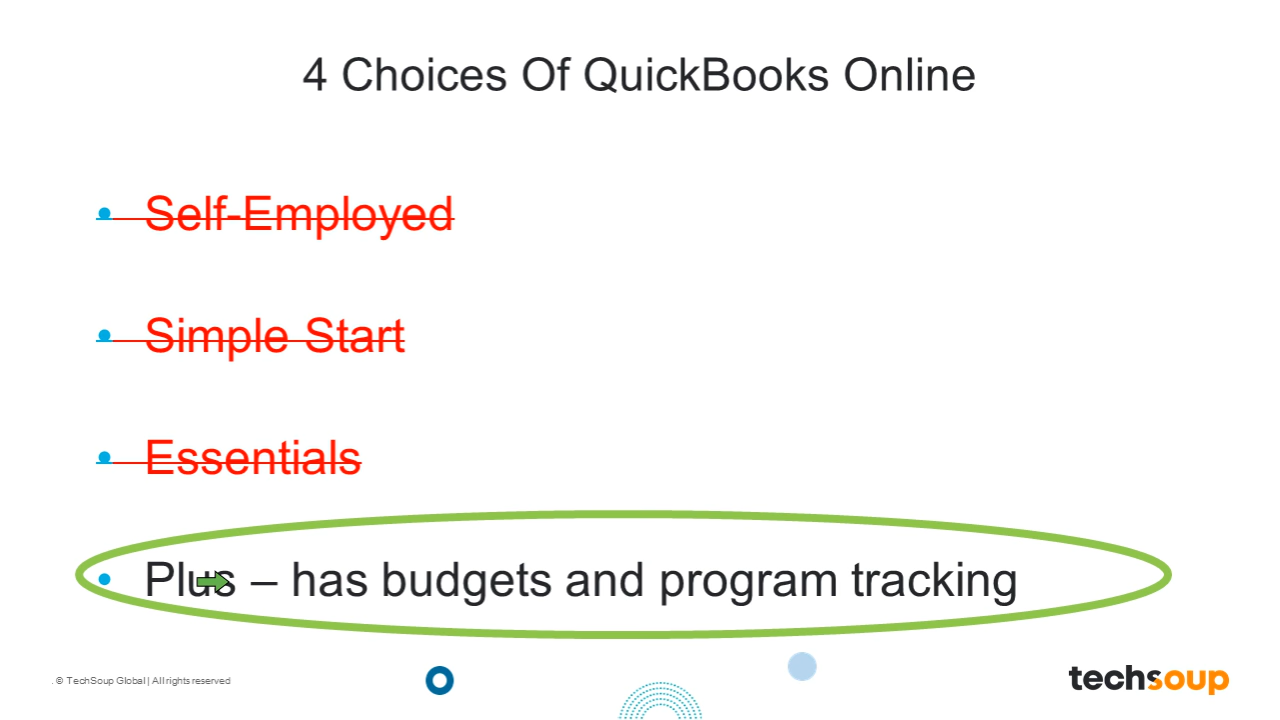 4 Choices Of QuickBooks Online
• Self-Employed
• Simple Start
• Essentials
• Plus – has budgets and program tracking
. © TechSoup Global | All rights reserved
techsoup